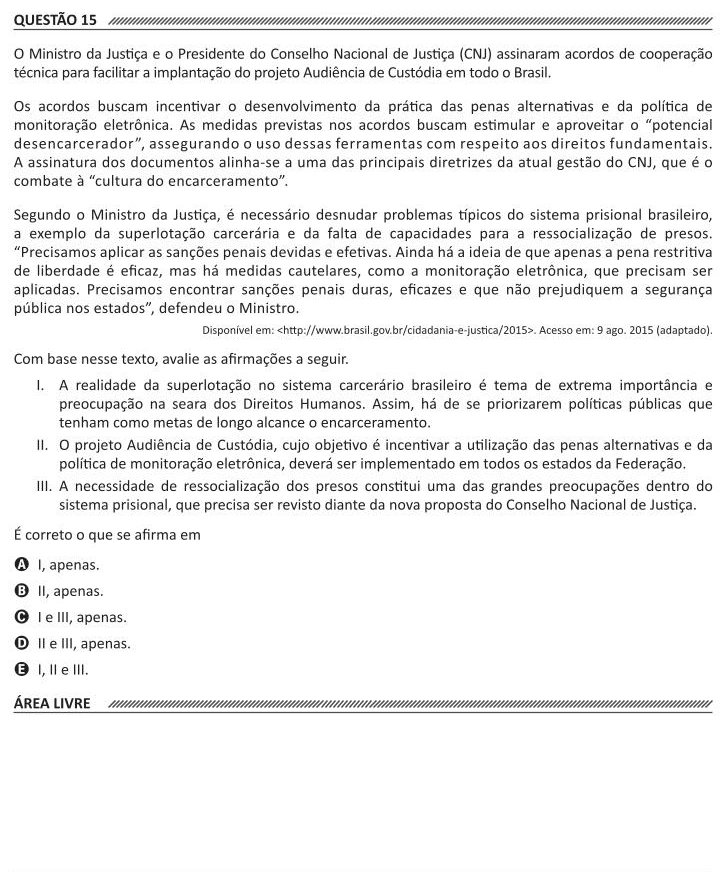 QUESTÃO 15
O Ministro da Justiça e o Presidente do Conselho Nacional de Justiça (CNJ) assinaram acordos de cooperação
técnica para facilitar a implantação do projeto Audiência de Custódia em todo o Brasil.
Os acordos buscam incentivar o desenvolvimento da prática das penas alternativas e da política de
monitoração eletrônica. As medidas previstas nos acordos buscam estimular e aproveitar o “potencial
desencarcerador”, assegurando o uso dessas ferramentas com respeito aos direitos fundamentais.
A assinatura dos documentos alinha-se a uma das principais diretrizes da atual gestão do CNJ, que é o
combate à “cultura do encarceramento”.
Segundo o Ministro da Justiça, é necessário desnudar problemas típicos do sistema prisional brasileiro,
a exemplo da superlotação carcerária e da falta de capacidades para a ressocialização de presos.
“Precisamos aplicar as sanções penais devidas e efetivas. Ainda há a ideia de que apenas a pena restritiva
de liberdade é eficaz, mas há medidas cautelares, como a monitoração eletrônica, que precisam ser
aplicadas. Precisamos encontrar sanções penais duras, eficazes e que não prejudiquem a segurança
pública nos estados”, defendeu o Ministro.
Disponível em: <http://www.brasil.gov.br/cidadania-e-justica/2015>. Acesso em: 9 ago. 2015 (adaptado).
Com base nesse texto, avalie as afirmações a seguir.
I. A realidade da superlotação no sistema carcerário brasileiro é tema de extrema importância e
preocupação na seara dos Direitos Humanos. Assim, há de se priorizarem políticas públicas que
tenham como metas de longo alcance o encarceramento.
II. O projeto Audiência de Custódia, cujo objetivo é incentivar a utilização das penas alternativas e da
política de monitoração eletrônica, deverá ser implementado em todos os estados da Federação.
III. A necessidade de ressocialização dos presos constitui uma das grandes preocupações dentro do
sistema prisional, que precisa ser revisto diante da nova proposta do Conselho Nacional de Justiça.
É correto o que se afirma em
A I, apenas.
B II, apenas.
C I e III, apenas.
D II e III, apenas.
E I, II e III.
ÁREA LIVRE